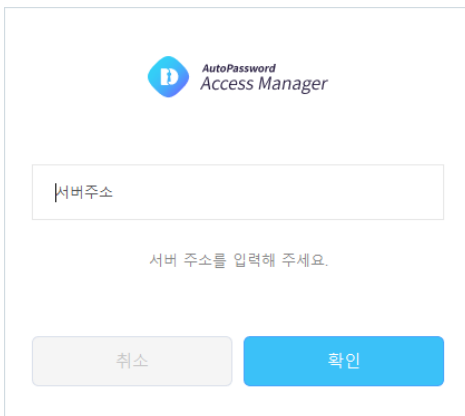 AutoPassword
Access Manager
서버주소
서버 주소를 입력해 주세요.
취소
확인